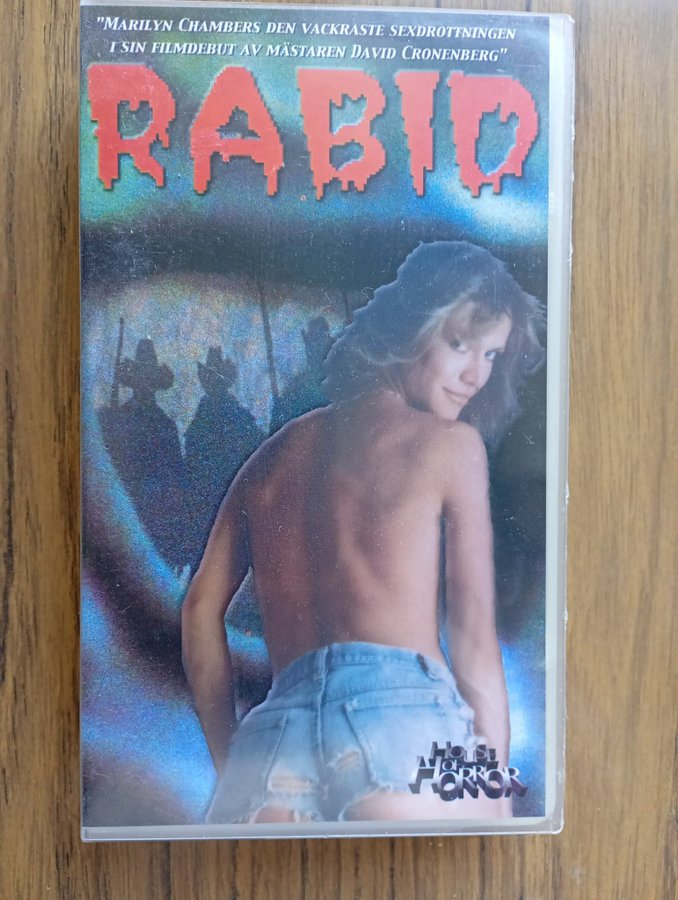 "MARILYN CHAMBERS DEN VACKRASTE SEXDROTTNINGEN
I SIN FILMDEBUT AV MÄSTAREN DAVID CRONENBERG"
RABID
HOUSE
OF
HORROR